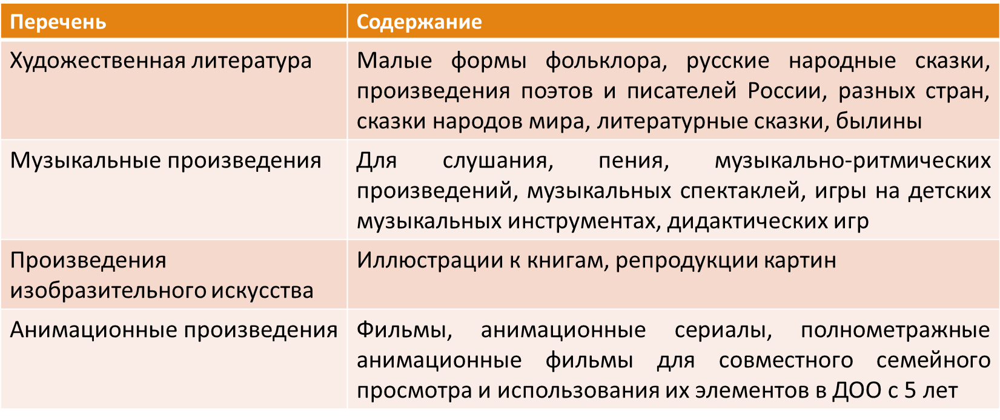 Перечень
Содержание
Художественная литература
Малые формы фольклора, русские народные сказки,
произведения поэтов и писателей России, разных стран,
сказки народов мира, литературные сказки, былины
Музыкальные произведения
Для слушания, пения, музыкально-ритмических
произведений, музыкальных спектаклей, игры на детских
музыкальных инструментах, дидактических игр
Произведения
изобразительного искусства
Иллюстрации к книгам, репродукции картин
Анимационные произведения
Фильмы, анимационные сериалы, полнометражные
анимационные фильмы для совместного семейного
просмотра и использования их элементов в ДОО с 5 лет